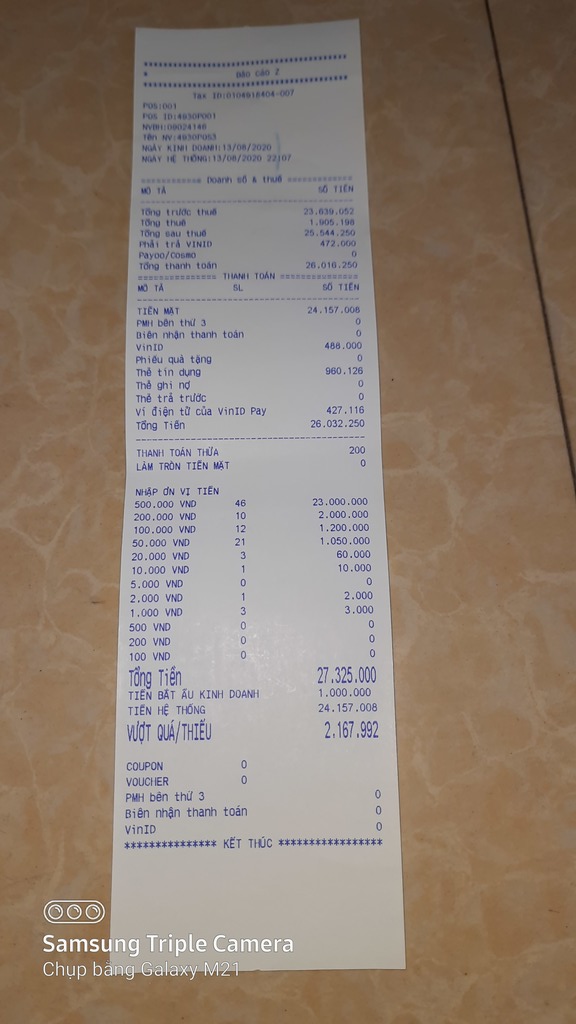 ****************************************
* Báo cáo Z
****************************************
Tax ID:0104918404-007
POS:001
POS ID:4930P001
NVBH:09024148
Tên NV:4930POS3
NGÀY KINH DOANH:13/08/2020
NGÀY HỆ THỐNG:13/08/2020 22:07
=========== Doanh số & thuế ============
MÔ TẢ SỐ TIỀN
----------------------------------------
Tổng trước thuế 23.639.052
Tổng thuế 1.905.198
Tổng sau thuế 25.544.250
Phải trả VINID 472.000
Payoo/Cosmo 0
Tổng thanh toán 26.016.250
=============== THANH TOÁN ===============
MÔ TẢ SL SỐ TIỀN
----------------------------------------
TIỀN MẶT 24.157.008
PMH bên thứ 3 0
Biên nhận thanh toán 0
VinID 488.000
Phiếu quà tặng 0
Thẻ tín dụng 960.126
Thẻ ghi nợ 0
Thẻ trả trước 0
Ví điện tử của VinID Pay 427.116
Tổng Tiền 26.032.250
----------------------------------------
THANH TOÁN THỪA 200
LÀM TRÒN TIỀN MẶT 0
NHẬP ƠN VỊ TIỀN
500.000 VND 46 23.000.000
200.000 VND 10 2.000.000
100.000 VND 12 1.200.000
50.000 VND 21 1.050.000
20.000 VND 3 60.000
10.000 VND 1 10.000
5.000 VND 0 0
2.000 VND 1 2.000
1.000 VND 3 3.000
500 VND 0 0
200 VND 0 0
100 VND 0 0
Tổng Tiền 27.325.000
TIỀN BẮT ẦU KINH DOANH 1.000.000
TIỀN HỆ THỐNG 24.157.008
VƯỢT QUÁ/THIẾU 2.167.992
COUPON 0
VOUCHER 0
PMH bên thứ 3 0
Biên nhận thanh toán 0
VinID 0
*************** KẾT THÚC *****************
Samsung Triple Camera
Chụp bằng Galaxy M21